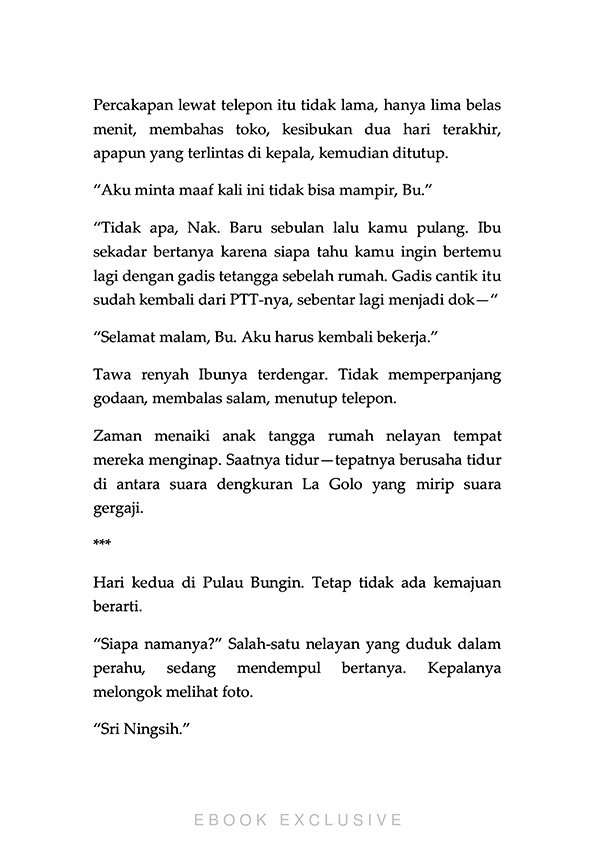 Percakapan lewat telepon itu tidak lama, hanya lima belas
menit, membahas toko, kesibukan dua hari terakhir,
apapun yang terlintas di kepala, kemudian ditutup.
“Aku minta maaf kali ini tidak bisa mampir, Bu.”
“Tidak apa, Nak. Baru sebulan lalu kamu pulang. Ibu
sekadar bertanya karena siapa tahu kamu ingin bertemu
lagi dengan gadis tetangga sebelah rumah. Gadis cantik itu
sudah kembali dari PTT-nya, sebentar lagi menjadi dok—“
“Selamat malam, Bu. Aku harus kembali bekerja.”
Tawa renyah Ibunya terdengar. Tidak memperpanjang
godaan, membalas salam, menutup telepon.
Zaman menaiki anak tangga rumah nelayan tempat
mereka menginap. Saatnya tidur—tepatnya berusaha tidur
di antara suara dengkuran La Golo yang mirip suara
gergaji.
***
Hari kedua di Pulau Bungin. Tetap tidak ada kemajuan
berarti.
“Siapa namanya?” Salah-satu nelayan yang duduk dalam
perahu, sedang mendempul bertanya. Kepalanya
melongok melihat foto.
“Sri Ningsih.”
EBOOK EXCLUSIVE